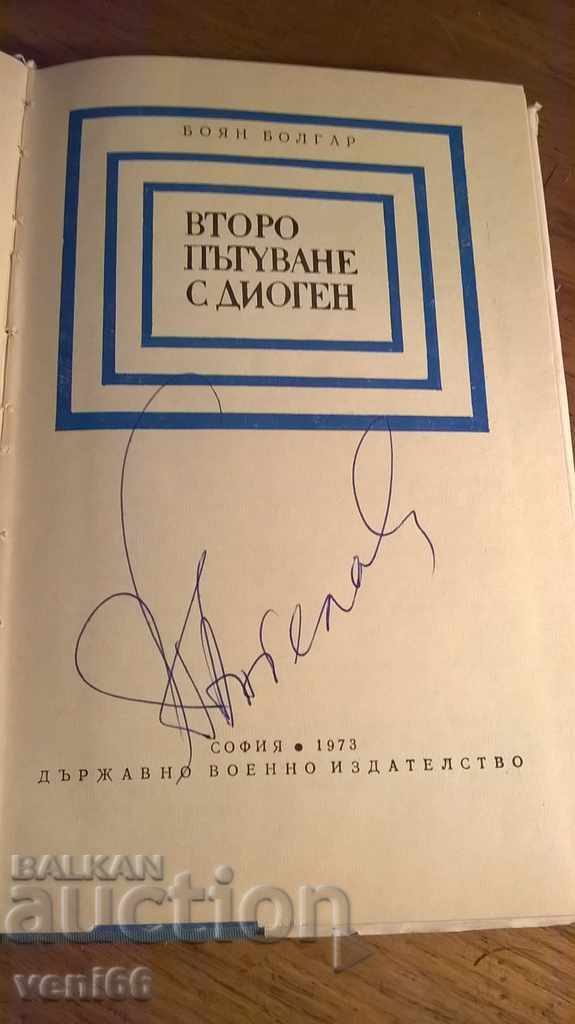 БОЯН БОЛГАР
ВТОРО
ПЪТУВАНЕ
С ДИОГЕН
СОФИЯ • 1973
ДЪРЖАВНО ВОЕННО ИЗДАТЕЛСТВО
BALKAN
auction
veni66